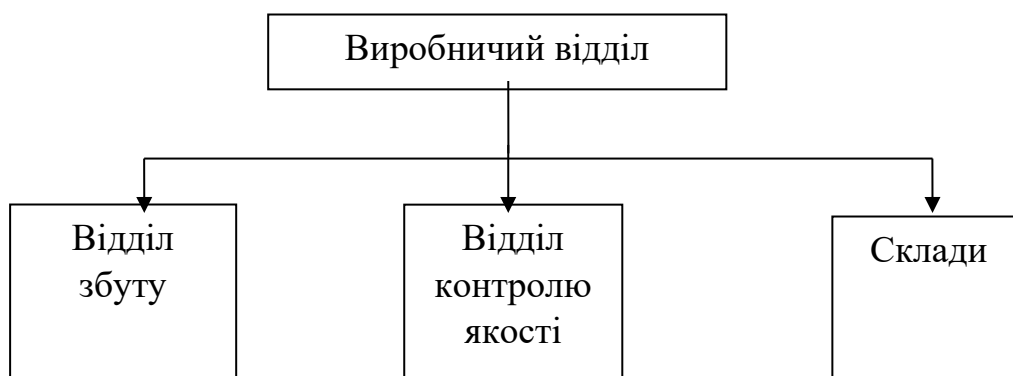 Виробничий відділ
Відділ
збуту
Відділ
контролю
якості
Склади